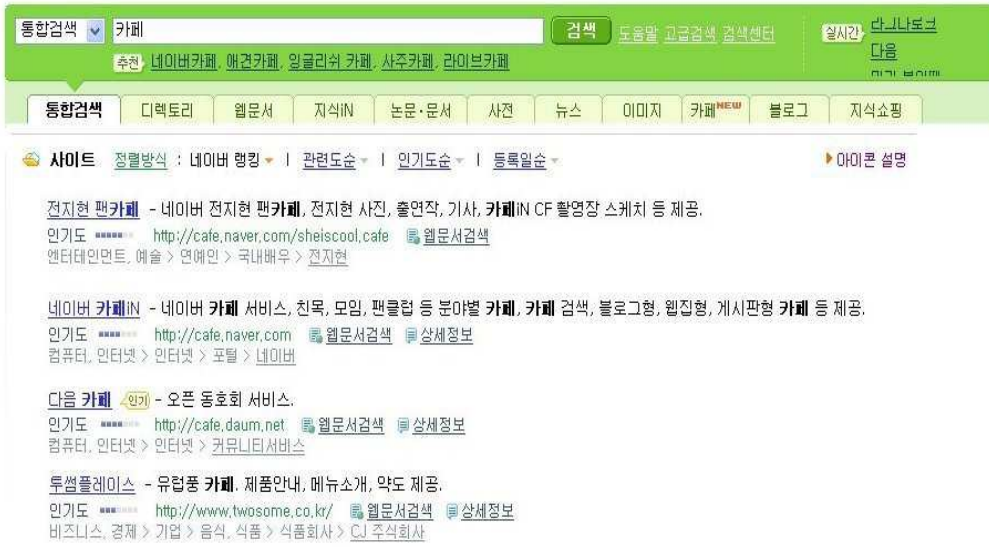 통합검색 카페 검색 도움말 고급검색 검색센터 실시간 라그나로크
다음
추천 네이버카페, 애견카페, 잉글리쉬 카페, 사주카페, 라이브카페
통합검색 디렉토리 웹문서 지식iN 논문·문서 사전 뉴스 이미지 카페NEW 블로그 지식쇼핑
사이트 정렬방식 : 네이버 랭킹 | 관련도순 | 인기도순 | 등록일순 아이콘 설명
전지현 팬카페 - 네이버 전지현 팬카페, 전지현 사진, 출연작, 기사, 카페iN CF 촬영장 스케치 등 제공.
인기도 http://cafe.naver.com/sheiscool.cafe 웹문서검색
엔터테인먼트, 예술 > 연예인 > 국내배우 > 전지현
네이버 카페iN - 네이버 카페 서비스, 친목, 모임, 팬클럽 등 분야별 카페, 카페 검색, 블로그형, 웹집형, 게시판형 카페 등 제공.
인기도 http://cafe.naver.com 웹문서검색 상세정보
컴퓨터, 인터넷 > 인터넷 > 포털 > 네이버
다음 카페 인기 - 오픈 동호회 서비스.
인기도 http://cafe.daum.net 웹문서검색 상세정보
컴퓨터, 인터넷 > 인터넷 > 커뮤니티서비스
투썸플레이스 - 유럽풍 카페. 제품안내, 메뉴소개, 약도 제공.
인기도 http://www.twosome.co.kr/ 웹문서검색 상세정보
비즈니스, 경제 > 기업 > 음식, 식품 > 식품회사 > CJ 주식회사